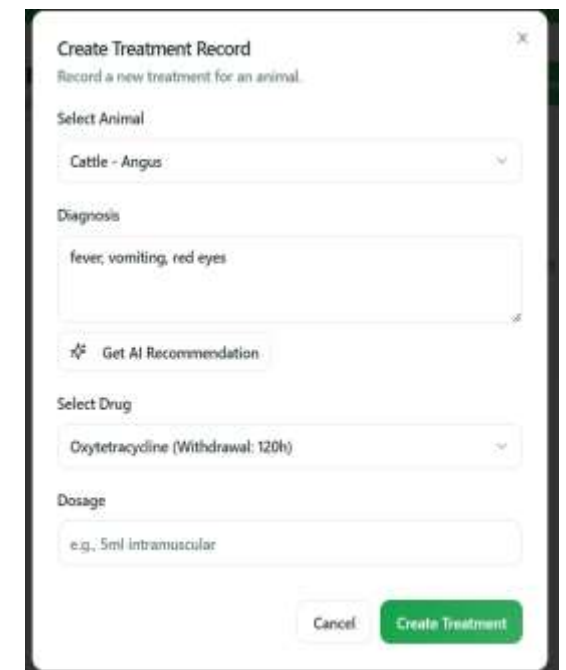 Create Treatment Record
Record a new treatment for an animal.
Select Animal
Cattle - Angus
Diagnosis
fever, vomiting, red eyes
Get AI Recommendation
Select Drug
Oxytetracycline (Withdrawal: 120h)
Dosage
e.g., 5ml intramuscular
Cancel Create Treatment